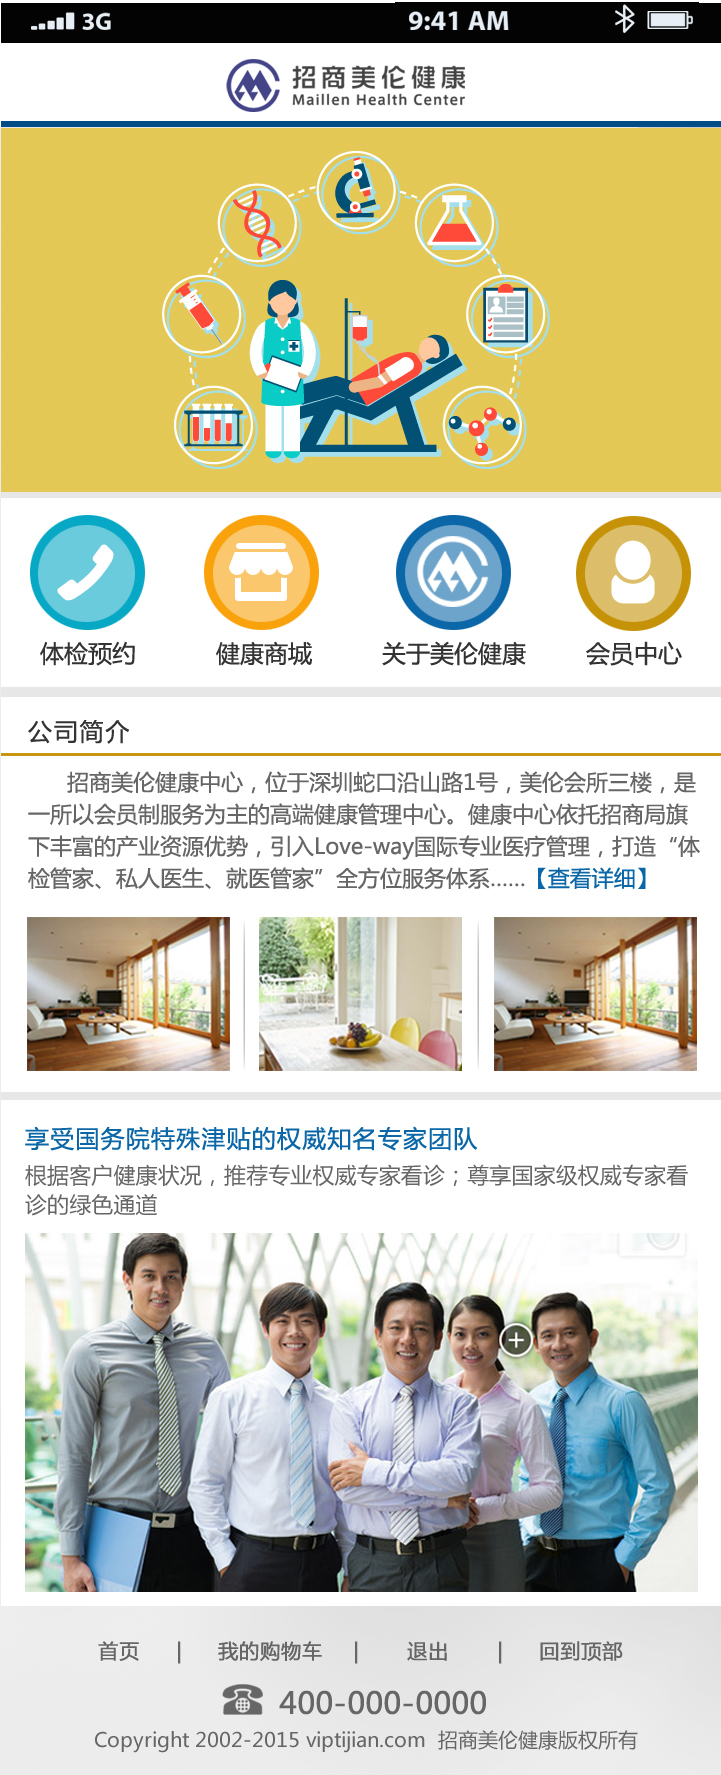 3G 9:41 AM
招商美伦健康
Maillen Health Center
体检预约 健康商城 关于美伦健康 会员中心
公司简介
招商美伦健康中心，位于深圳蛇口沿山路1号，美伦会所三楼，是
一所以会员制服务为主的高端健康管理中心。健康中心依托招商局旗
下丰富的产业资源优势，引入Love-way国际专业医疗管理，打造“体
检管家、私人医生、就医管家”全方位服务体系......【查看详细】
享受国务院特殊津贴的权威知名专家团队
根据客户健康状况，推荐专业权威专家看诊；尊享国家级权威专家看
诊的绿色通道
首页 | 我的购物车 | 退出 | 回到顶部
400-000-0000
Copyright 2002-2015 viptijian.com 招商美伦健康版权所有